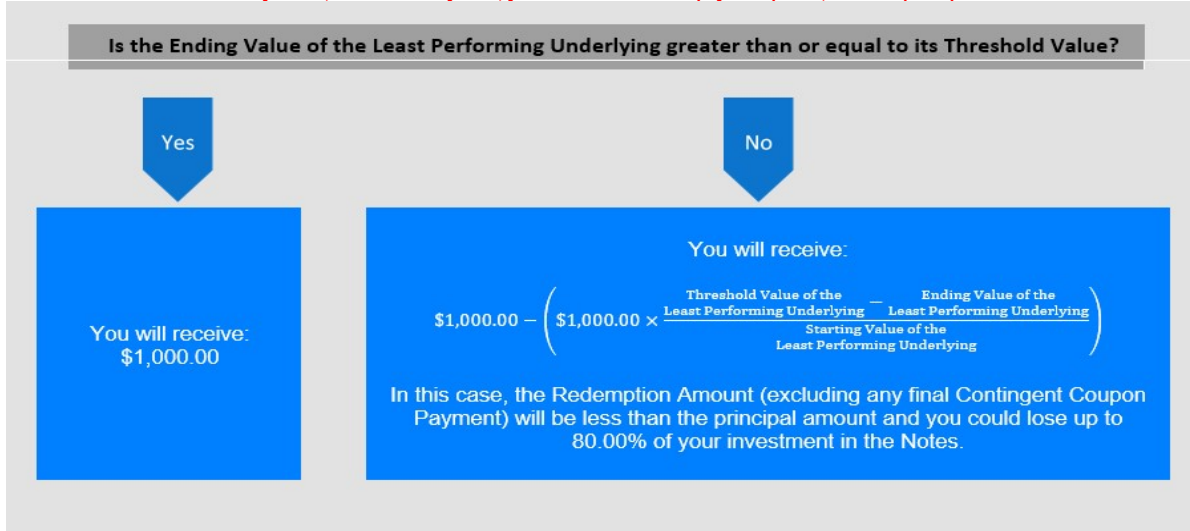 Is the Ending Value of the Least Performing Underlying greater than or equal to its Threshold Value?
Yes
No
You will receive:
$1,000.00
You will receive:
$1,000.00 − ( $1,000.00 × (Threshold Value of the Least Performing Underlying − Ending Value of the Least Performing Underlying) / Starting Value of the Least Performing Underlying )
In this case, the Redemption Amount (excluding any final Contingent Coupon
Payment) will be less than the principal amount and you could lose up to
80.00% of your investment in the Notes.